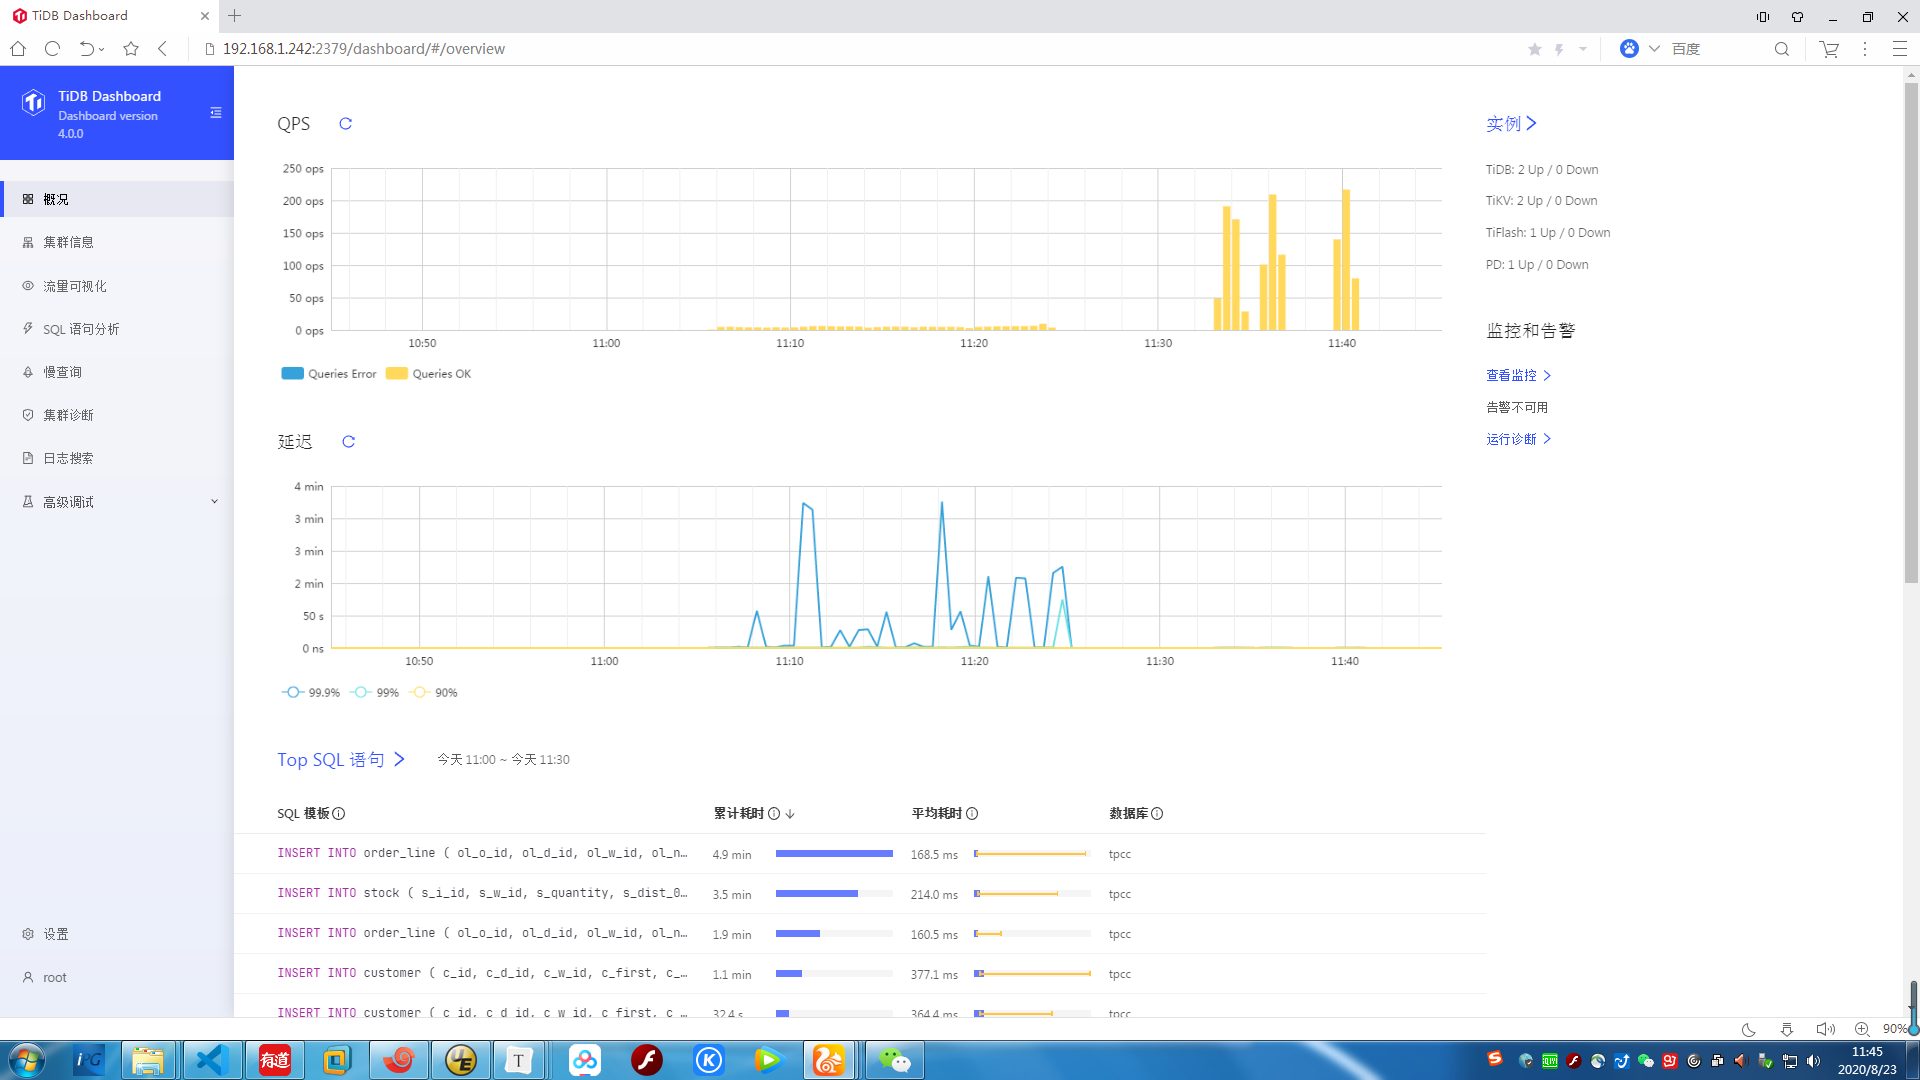 TiDB Dashboard
192.168.1.242:2379/dashboard/#/overview
百度
TiDB Dashboard
Dashboard version
4.0.0
概况
集群信息
流量可视化
SQL 语句分析
慢查询
集群诊断
日志搜索
高级调试
设置
root
QPS
250 ops
200 ops
150 ops
100 ops
50 ops
0 ops
10:50 11:00 11:10 11:20 11:30 11:40
Queries Error Queries OK
延迟
4 min
3 min
3 min
2 min
50 s
0 ns
10:50 11:00 11:10 11:20 11:30 11:40
99.9% 99% 90%
Top SQL 语句 今天 11:00 ~ 今天 11:30
SQL 模板 累计耗时 平均耗时 数据库
INSERT INTO order_line ( ol_o_id, ol_d_id, ol_w_id, ol_n… 4.9 min 168.5 ms tpcc
INSERT INTO stock ( s_i_id, s_w_id, s_quantity, s_dist_0… 3.5 min 214.0 ms tpcc
INSERT INTO order_line ( ol_o_id, ol_d_id, ol_w_id, ol_n… 1.9 min 160.5 ms tpcc
INSERT INTO customer ( c_id, c_d_id, c_w_id, c_first, c_… 1.1 min 377.1 ms tpcc
INSERT INTO customer ( c_id, c_d_id, c_w_id, c_first, c_… 32.4 s 364.4 ms tpcc
实例
TiDB: 2 Up / 0 Down
TiKV: 2 Up / 0 Down
TiFlash: 1 Up / 0 Down
PD: 1 Up / 0 Down
监控和告警
查看监控
告警不可用
运行诊断
90%
iPG
有道
UE
T
K
11:45
2020/8/23